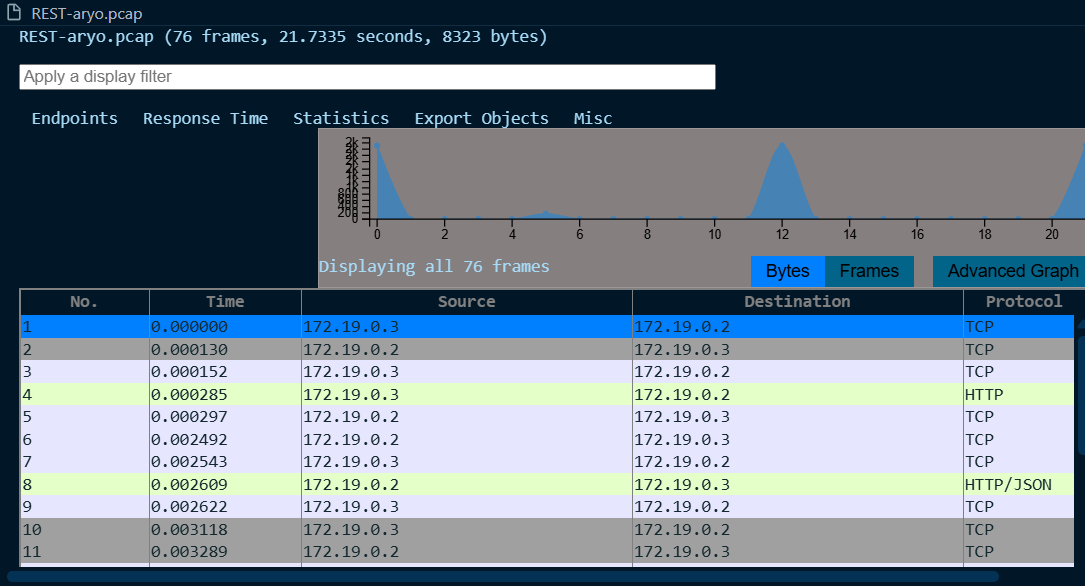 REST-aryo.pcap
REST-aryo.pcap (76 frames, 21.7335 seconds, 8323 bytes)
Apply a display filter
Endpoints Response Time Statistics Export Objects Misc
2k
2k
2k
1k
1k
800
600
400
200
0
0 2 4 6 8 10 12 14 16 18 20
Displaying all 76 frames Bytes Frames Advanced Graph
No. Time Source Destination Protocol
1 0.000000 172.19.0.3 172.19.0.2 TCP
2 0.000130 172.19.0.2 172.19.0.3 TCP
3 0.000152 172.19.0.3 172.19.0.2 TCP
4 0.000285 172.19.0.3 172.19.0.2 HTTP
5 0.000297 172.19.0.2 172.19.0.3 TCP
6 0.002492 172.19.0.2 172.19.0.3 TCP
7 0.002543 172.19.0.3 172.19.0.2 TCP
8 0.002609 172.19.0.2 172.19.0.3 HTTP/JSON
9 0.002622 172.19.0.3 172.19.0.2 TCP
10 0.003118 172.19.0.3 172.19.0.2 TCP
11 0.003289 172.19.0.2 172.19.0.3 TCP